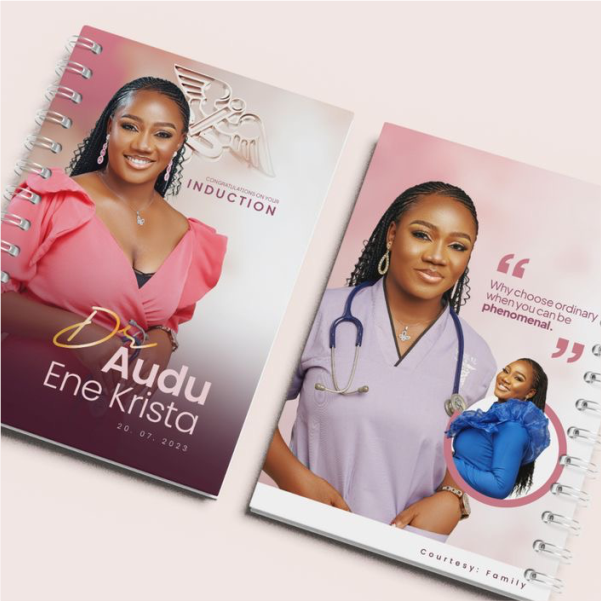 CONGRATULATIONS ON YOUR
INDUCTION
Dr
Audu
Ene Krista
20. 07. 2023
“
Why choose ordinary
when you can be
phenomenal.
”
Courtesy: Family